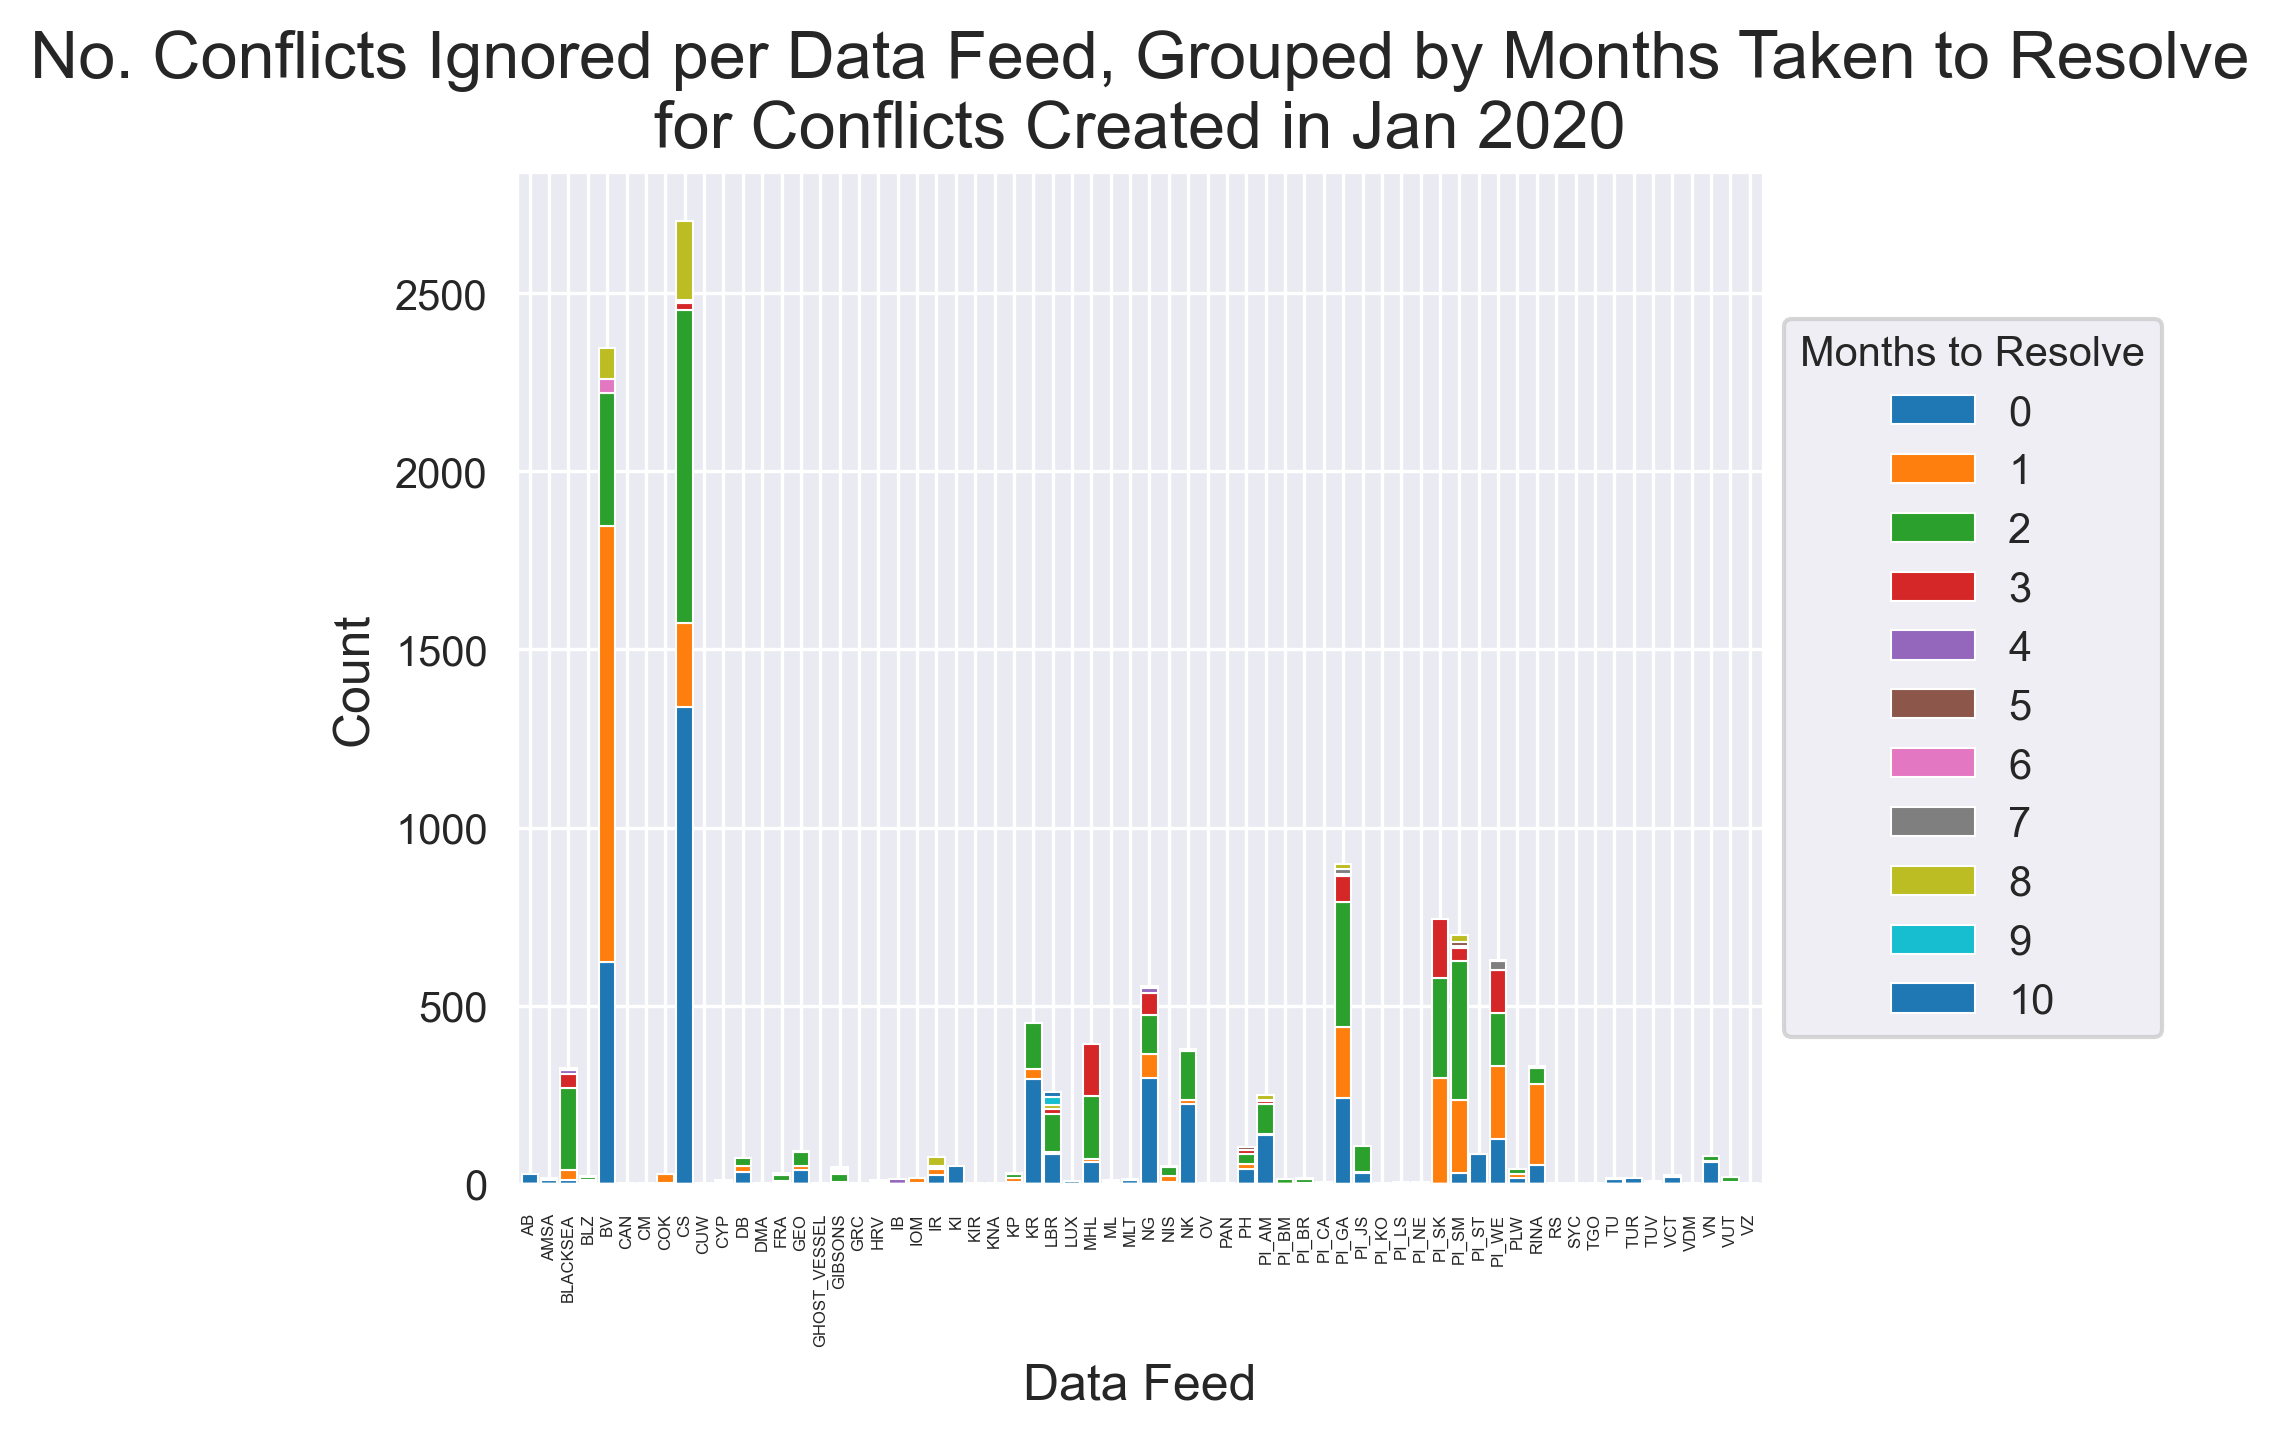 No. Conflicts Ignored per Data Feed, Grouped by Months Taken to Resolve
for Conflicts Created in Jan 2020
2500
2000
1500
1000
500
0
Count
AB
AMSA
BLACKSEA
BLZ
BV
CAN
CM
COK
CS
CUW
CYP
DB
DMA
FRA
GEO
GHOST_VESSEL
GIBSONS
GRC
HRV
IB
IOM
IR
KI
KIR
KNA
KP
KR
LBR
LUX
MHL
ML
MLT
NG
NIS
NK
OV
PAN
PH
PI_AM
PI_BM
PI_BR
PI_CA
PI_GA
PI_JS
PI_KO
PI_LS
PI_NE
PI_SK
PI_SM
PI_ST
PI_WE
PLW
RINA
RS
SYC
TGO
TU
TUR
TUV
VCT
VDM
VN
VUT
VZ
Data Feed
Months to Resolve
0
1
2
3
4
5
6
7
8
9
10